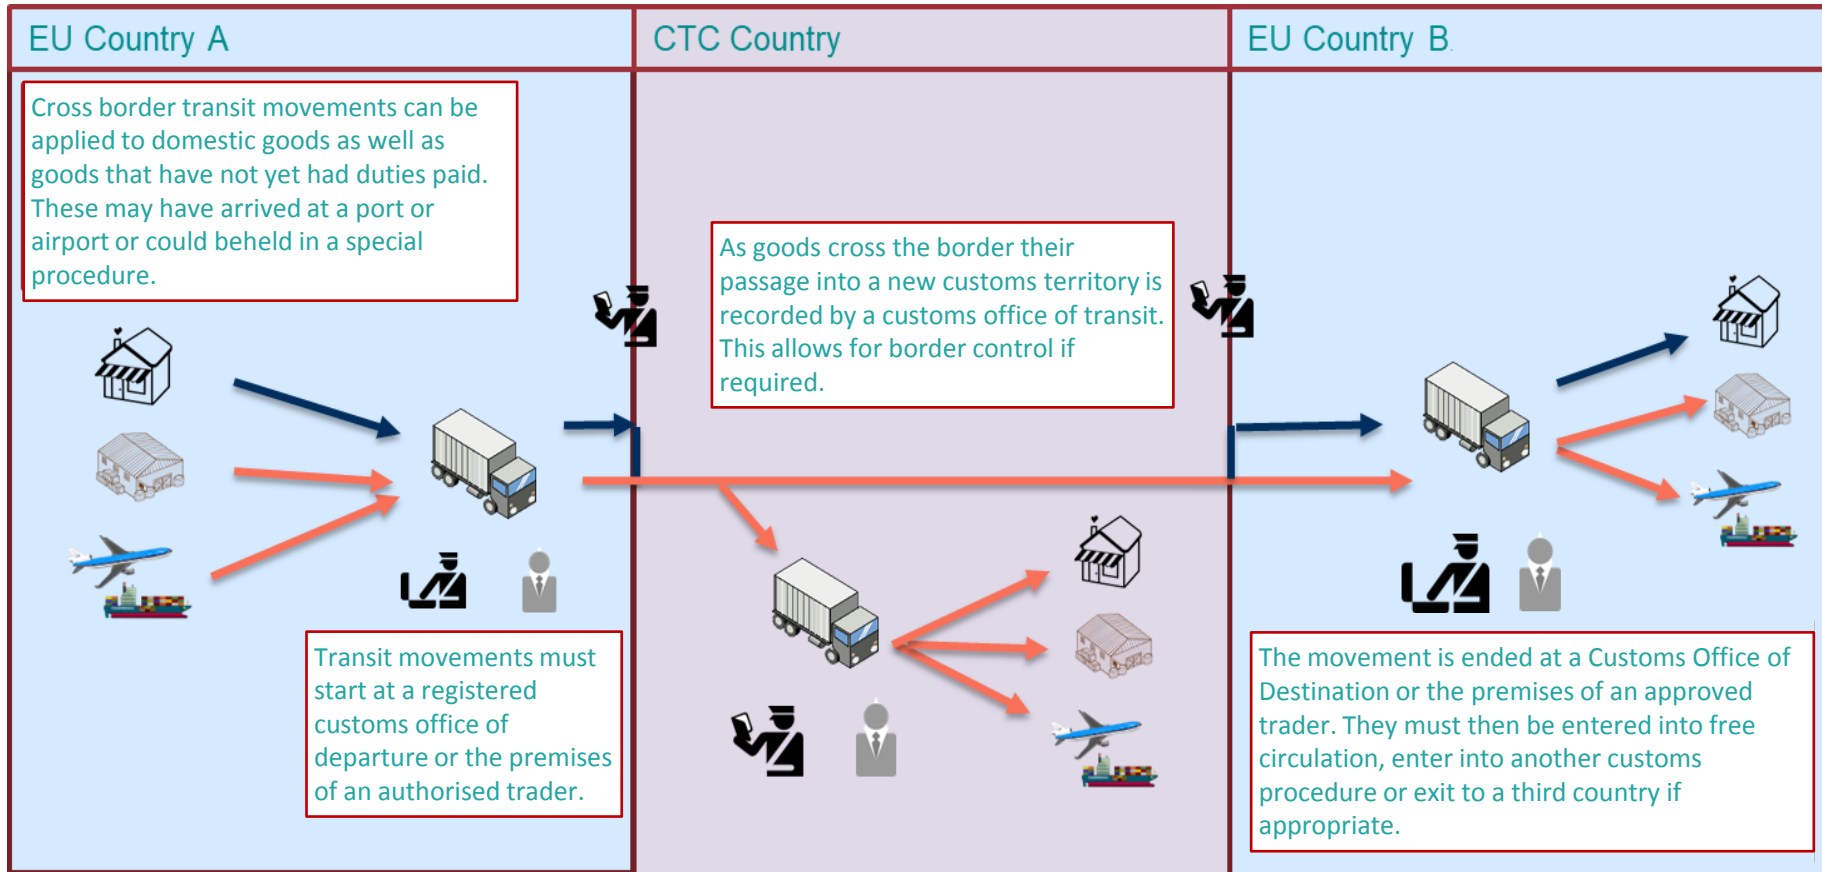 EU Country A
CTC Country
EU Country B.
Cross border transit movements can be
applied to domestic goods as well as
goods that have not yet had duties paid.
These may have arrived at a port or
airport or could beheld in a special
procedure.
As goods cross the border their
passage into a new customs territory is
recorded by a customs office of transit.
This allows for border control if
required.
Transit movements must
start at a registered
customs office of
departure or the premises
of an authorised trader.
The movement is ended at a Customs Office of
Destination or the premises of an approved
trader. They must then be entered into free
circulation, enter into another customs
procedure or exit to a third country if
appropriate.